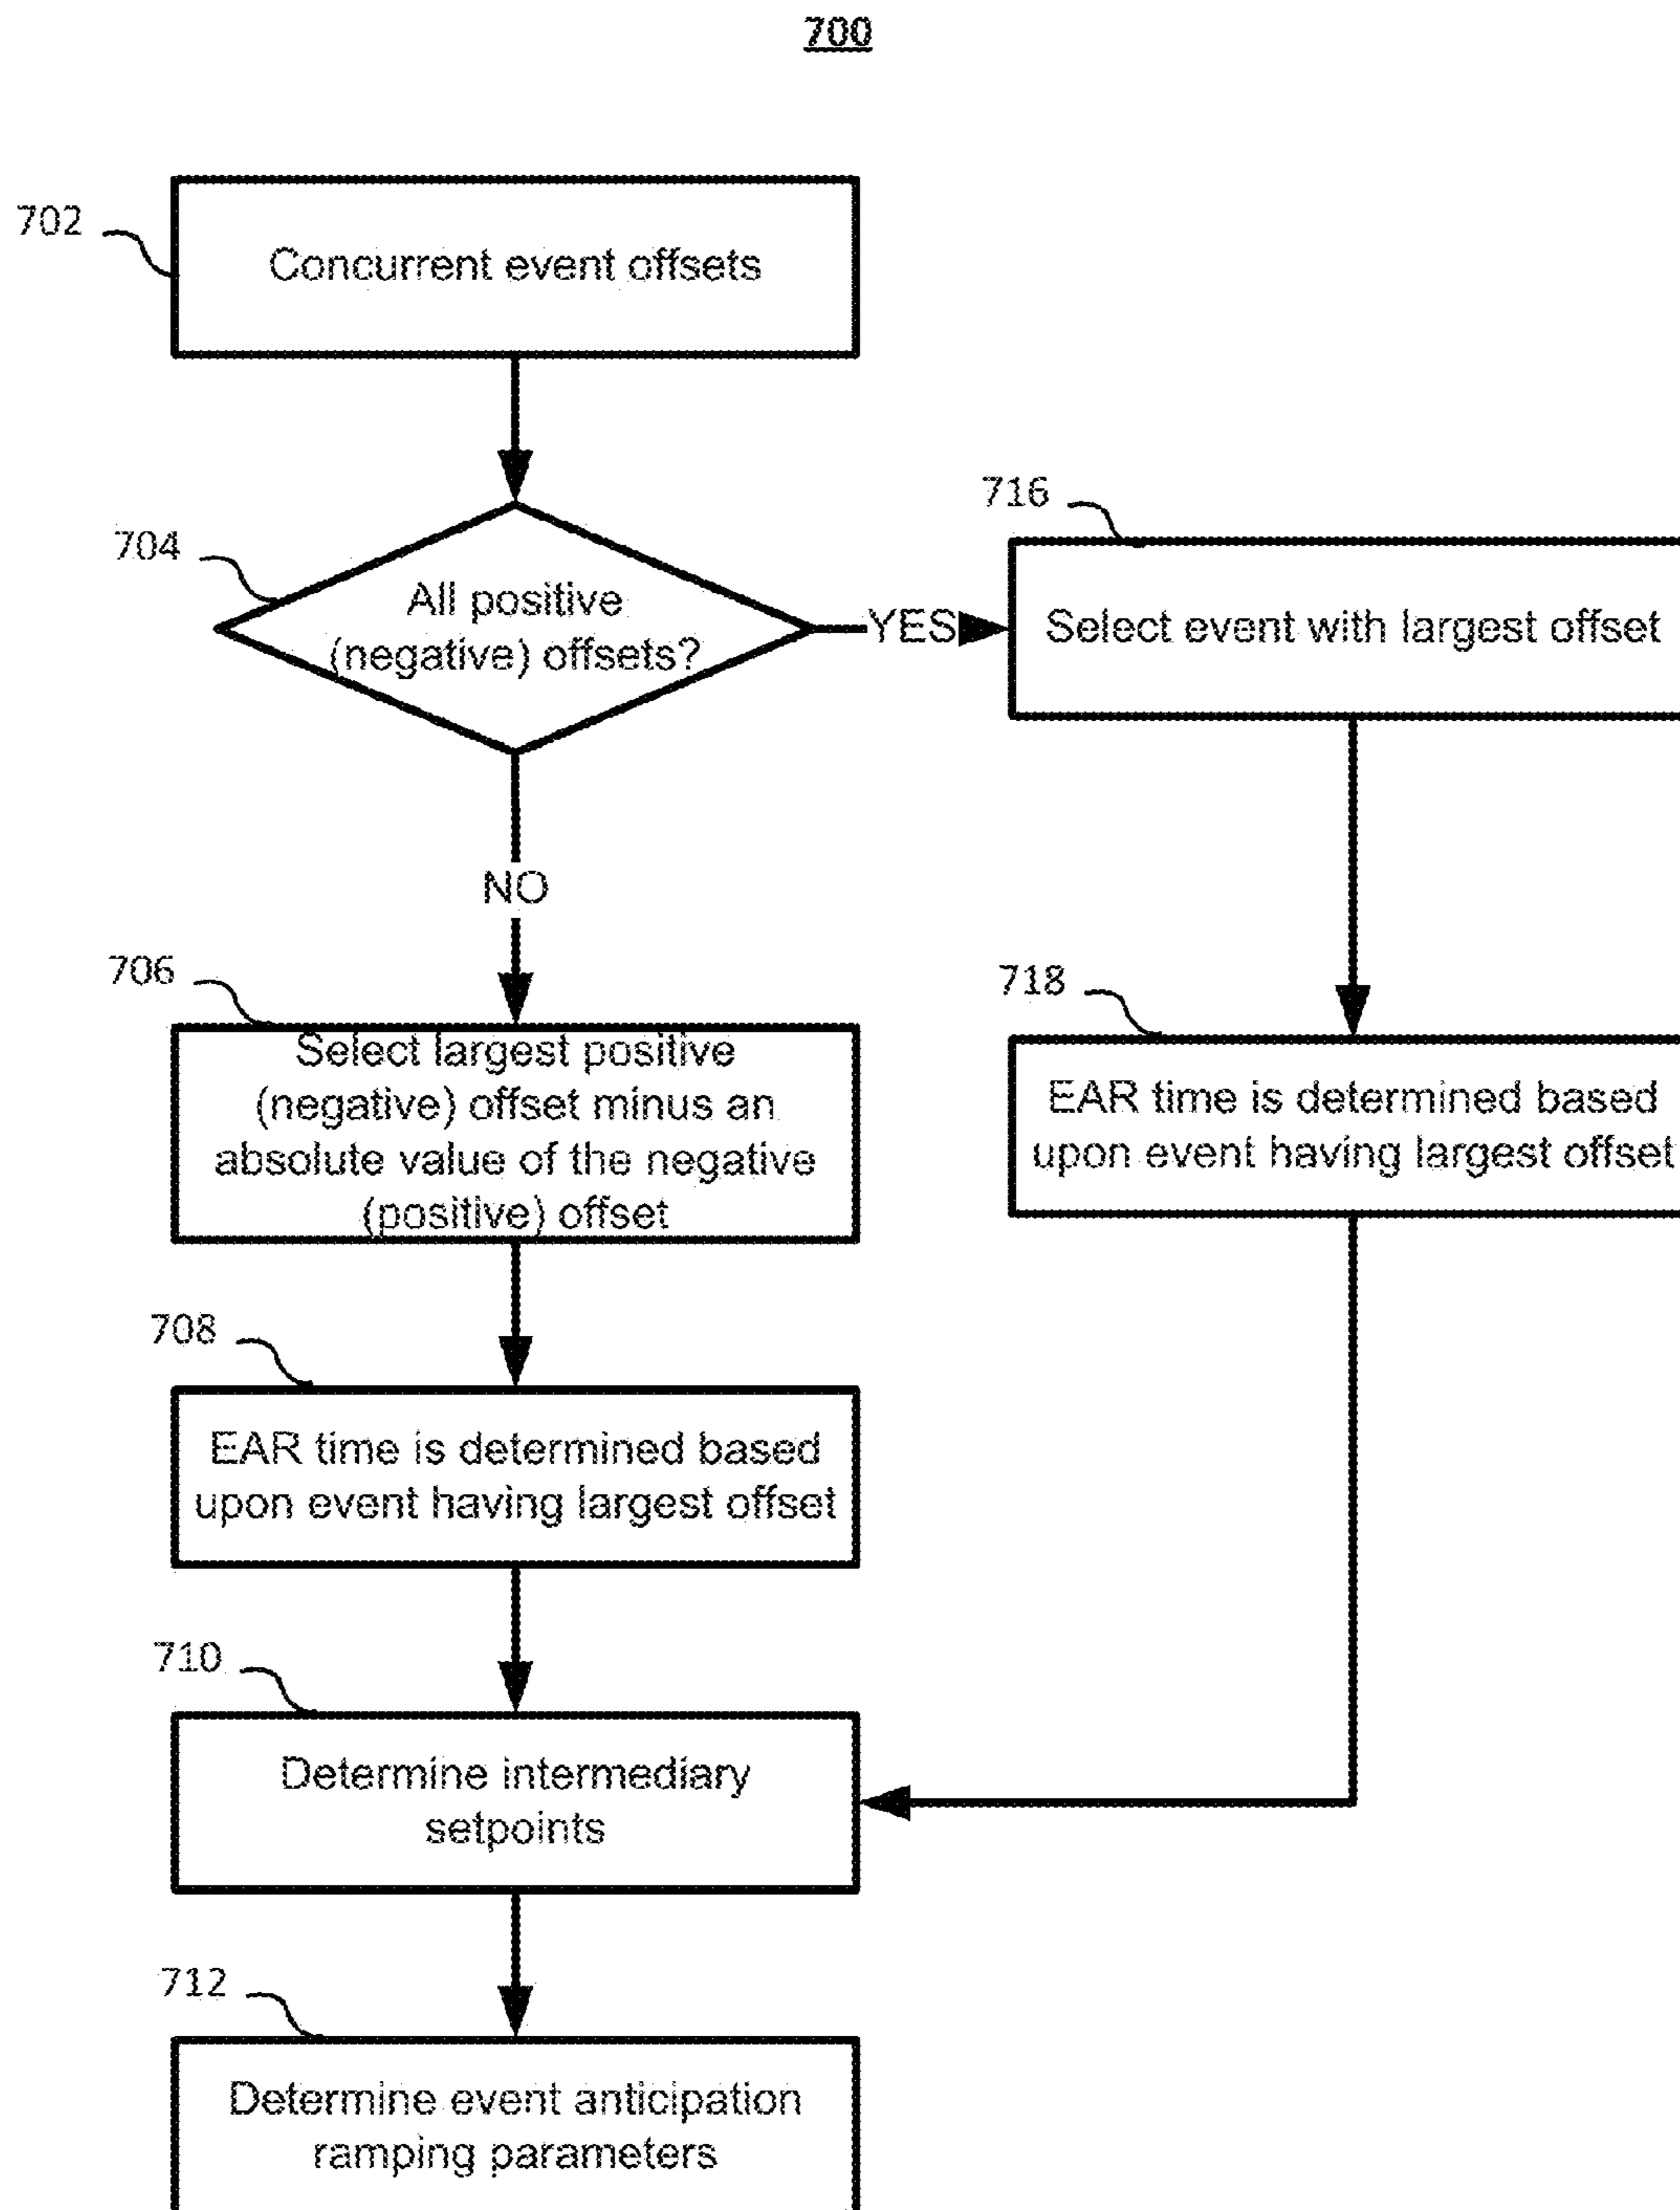 700
702
Concurrent event offsets
704
All positive
(negative) offsets?
YES
716
Select event with largest offset
NO
706
Select largest positive
(negative) offset minus an
absolute value of the negative
(positive) offset
718
EAR time is determined based
upon event having largest offset
708
EAR time is determined based
upon event having largest offset
710
Determine intermediary
setpoints
712
Determine event anticipation
ramping parameters